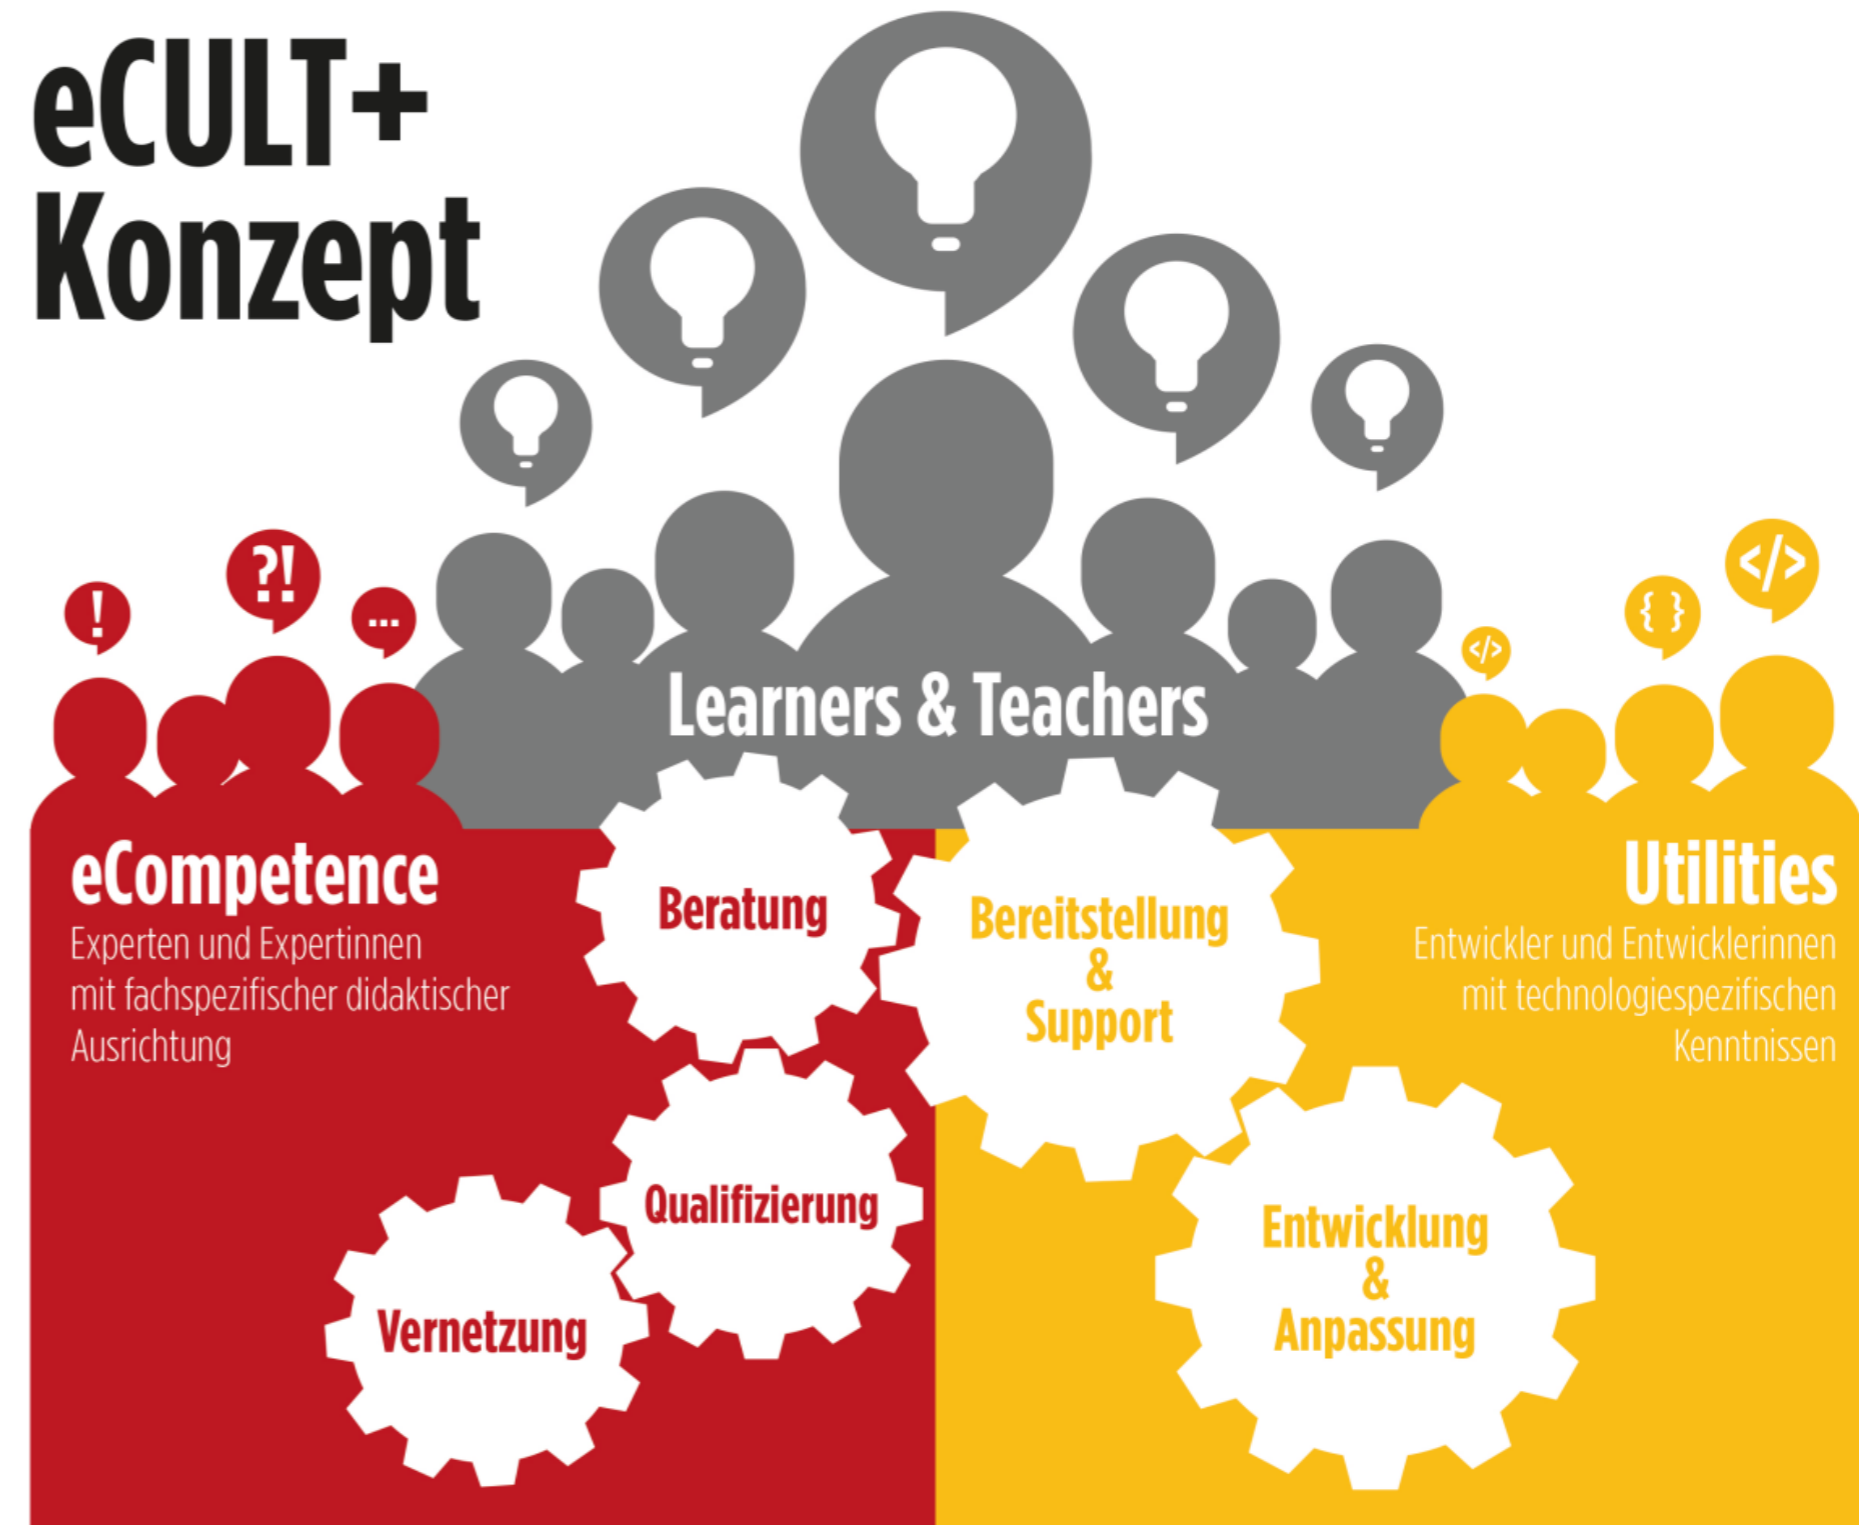 eCULT+
Konzept
!
?!
...
</>
{ }
</>
Learners & Teachers
eCompetence
Experten und Expertinnen
mit fachspezifischer didaktischer
Ausrichtung
Beratung
Qualifizierung
Vernetzung
Bereitstellung
&
Support
Entwicklung
&
Anpassung
Utilities
Entwickler und Entwicklerinnen
mit technologiespezifischen
Kenntnissen